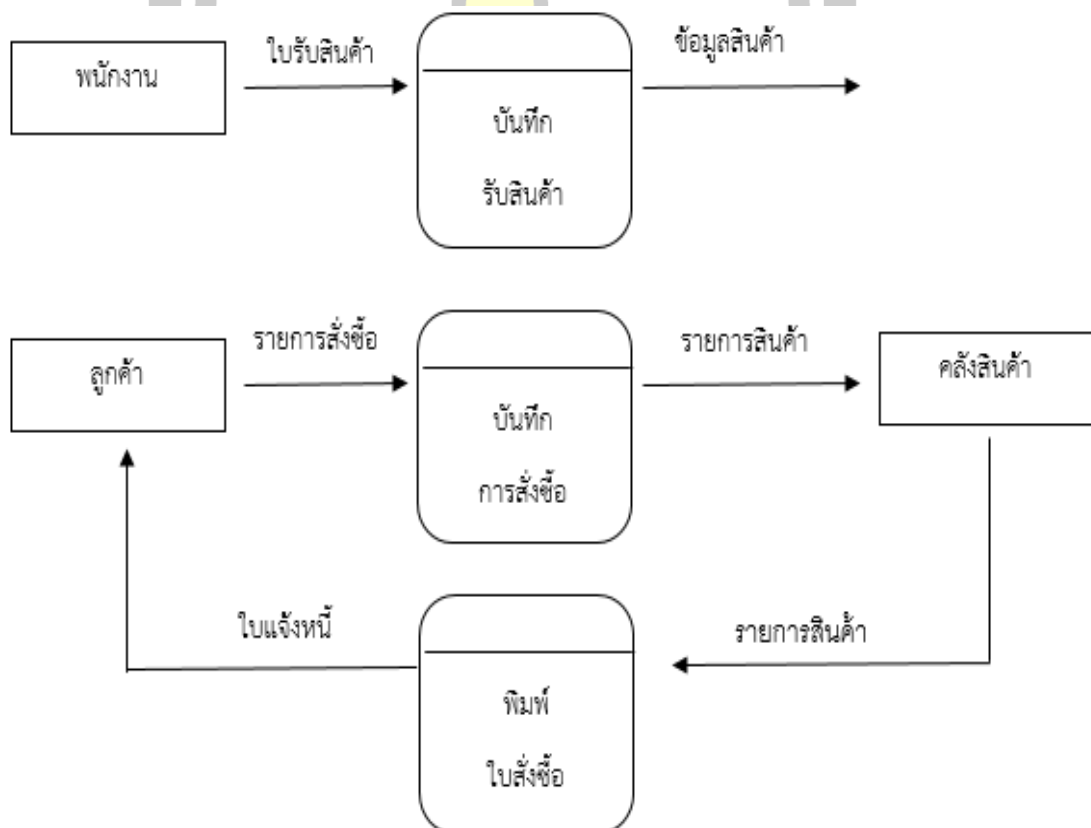 พนักงาน
ใบรับสินค้า
บันทึก
รับสินค้า
ข้อมูลสินค้า
ลูกค้า
รายการสั่งซื้อ
บันทึก
การสั่งซื้อ
รายการสินค้า
คลังสินค้า
ใบแจ้งหนี้
พิมพ์
ใบสั่งซื้อ
รายการสินค้า